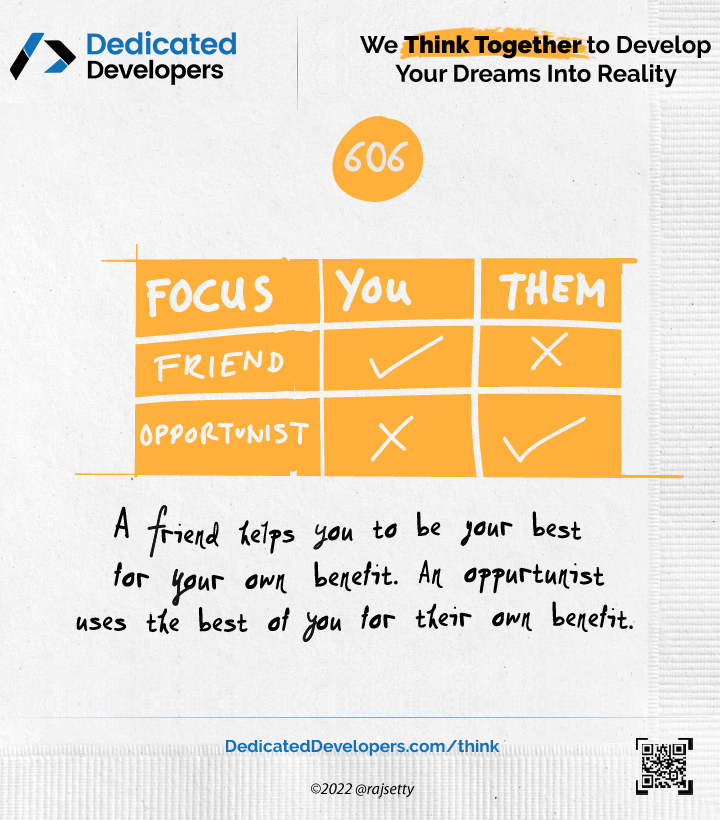 Dedicated
Developers
We Think Together to Develop
Your Dreams Into Reality
606
FOCUS YOU THEM
FRIEND ✓ ✗
OPPORTUNIST ✗ ✓
A friend helps you to be your best
for your own benefit. An oppurtunist
uses the best of you for their own benefit.
DedicatedDevelopers.com/think
©2022 @rajsetty